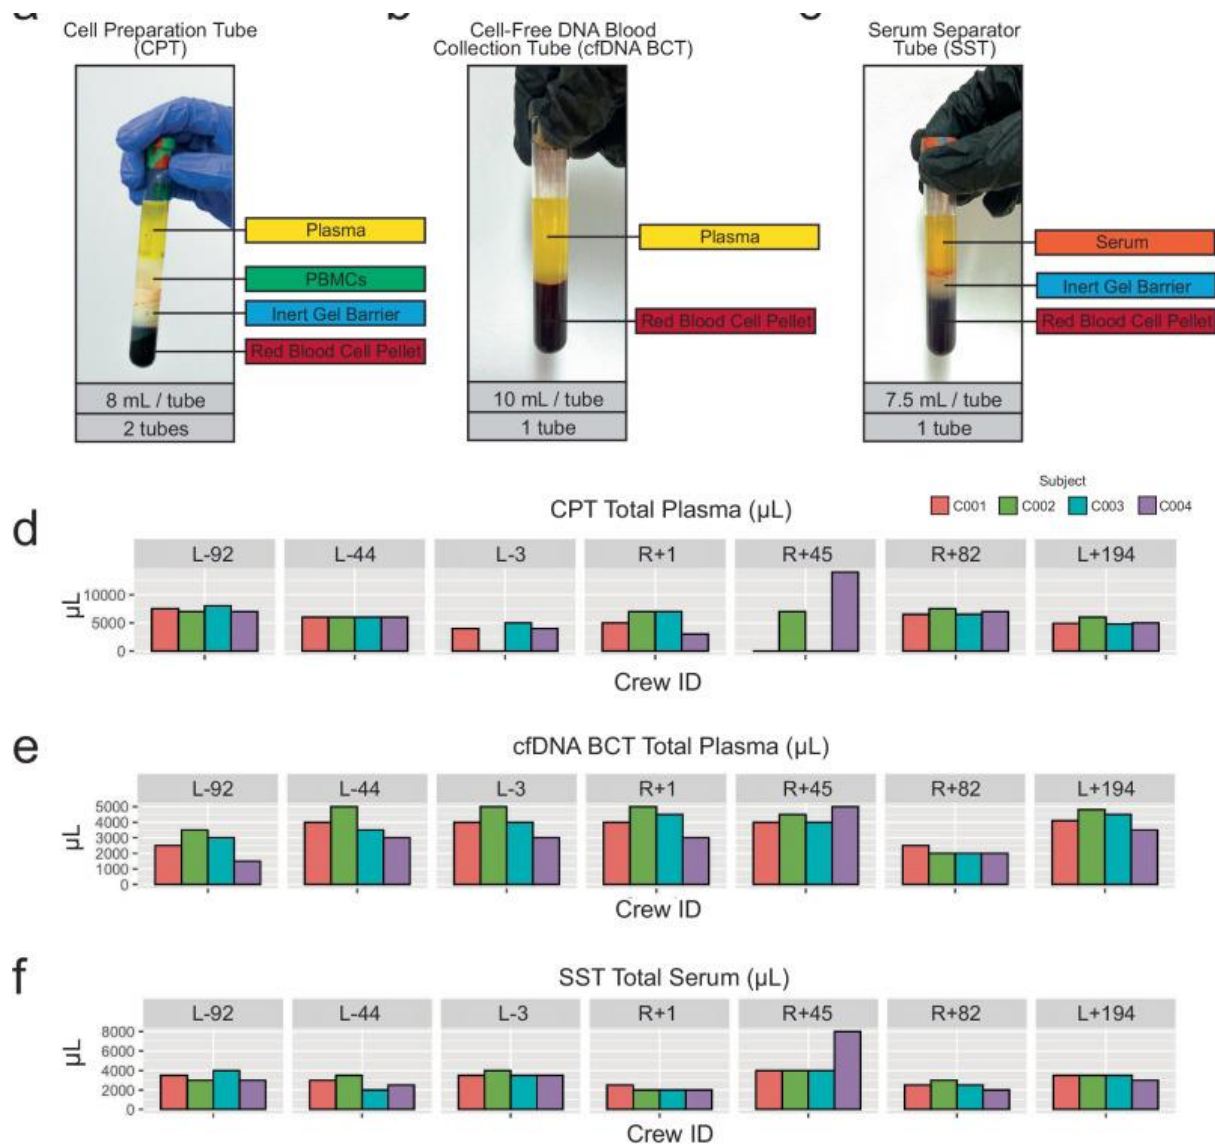 a
b
c
Cell Preparation Tube
(CPT)
Plasma
PBMCs
Inert Gel Barrier
Red Blood Cell Pellet
8 mL / tube
2 tubes
Cell-Free DNA Blood
Collection Tube (cfDNA BCT)
Plasma
Red Blood Cell Pellet
10 mL / tube
1 tube
Serum Separator
Tube (SST)
Serum
Inert Gel Barrier
Red Blood Cell Pellet
7.5 mL / tube
1 tube
Subject
C001 C002 C003 C004
d
CPT Total Plasma (µL)
L-92 L-44 L-3 R+1 R+45 R+82 L+194
µL
10000
5000
0
Crew ID
e
cfDNA BCT Total Plasma (µL)
L-92 L-44 L-3 R+1 R+45 R+82 L+194
µL
5000
4000
3000
2000
1000
0
Crew ID
f
SST Total Serum (µL)
L-92 L-44 L-3 R+1 R+45 R+82 L+194
µL
8000
6000
4000
2000
0
Crew ID